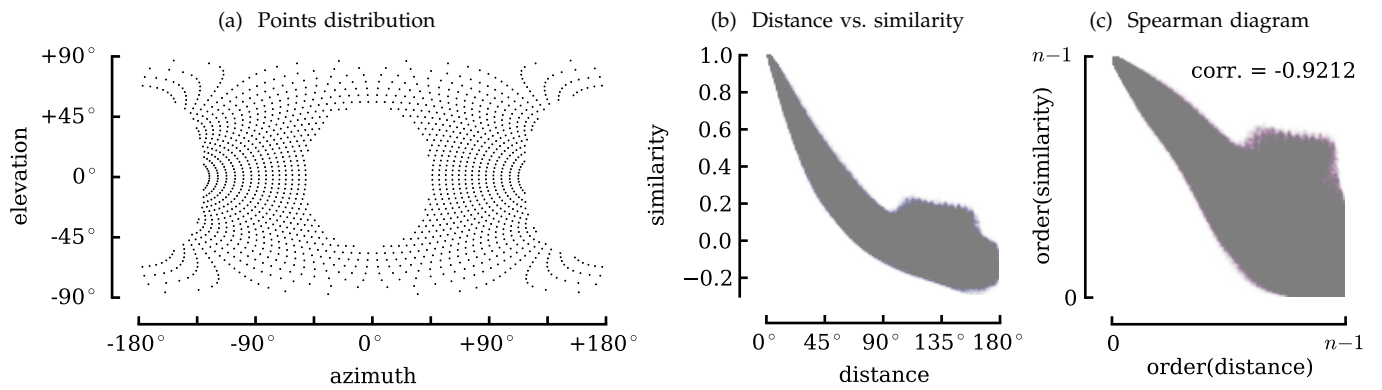 (a) Points distribution
+90°
+45°
0°
-45°
-90°
elevation
-180°
-90°
0°
+90°
+180°
azimuth
(b) Distance vs. similarity
1.0
0.8
0.6
0.4
0.2
0.0
−0.2
similarity
0°
45°
90°
135°
180°
distance
(c) Spearman diagram
n−1
corr. = -0.9212
order(similarity)
0
0
n−1
order(distance)